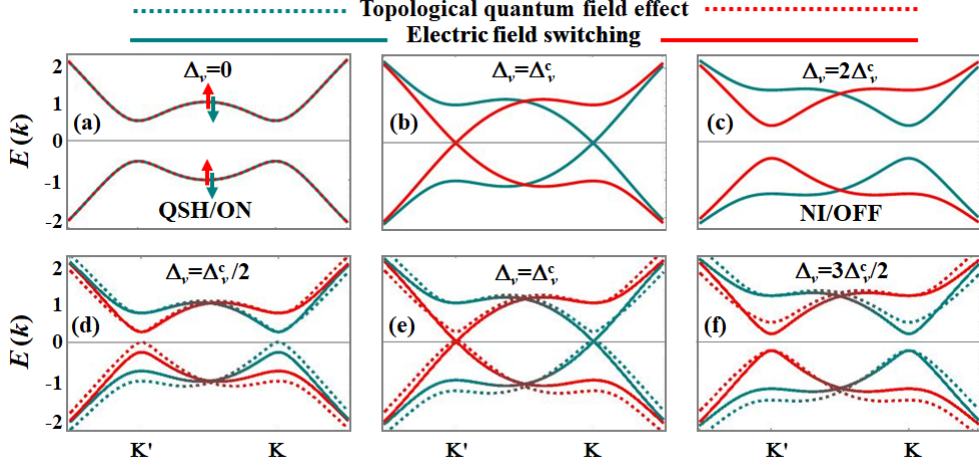 Topological quantum field effect
Electric field switching
Δᵥ=0
Δᵥ=Δᵥᶜ
Δᵥ=2Δᵥᶜ
2
1
0
-1
-2
E(k)
(a)
(b)
(c)
QSH/ON
NI/OFF
Δᵥ=Δᵥᶜ/2
Δᵥ=Δᵥᶜ
Δᵥ=3Δᵥᶜ/2
2
1
0
-1
-2
E(k)
(d)
(e)
(f)
K' K K' K K' K